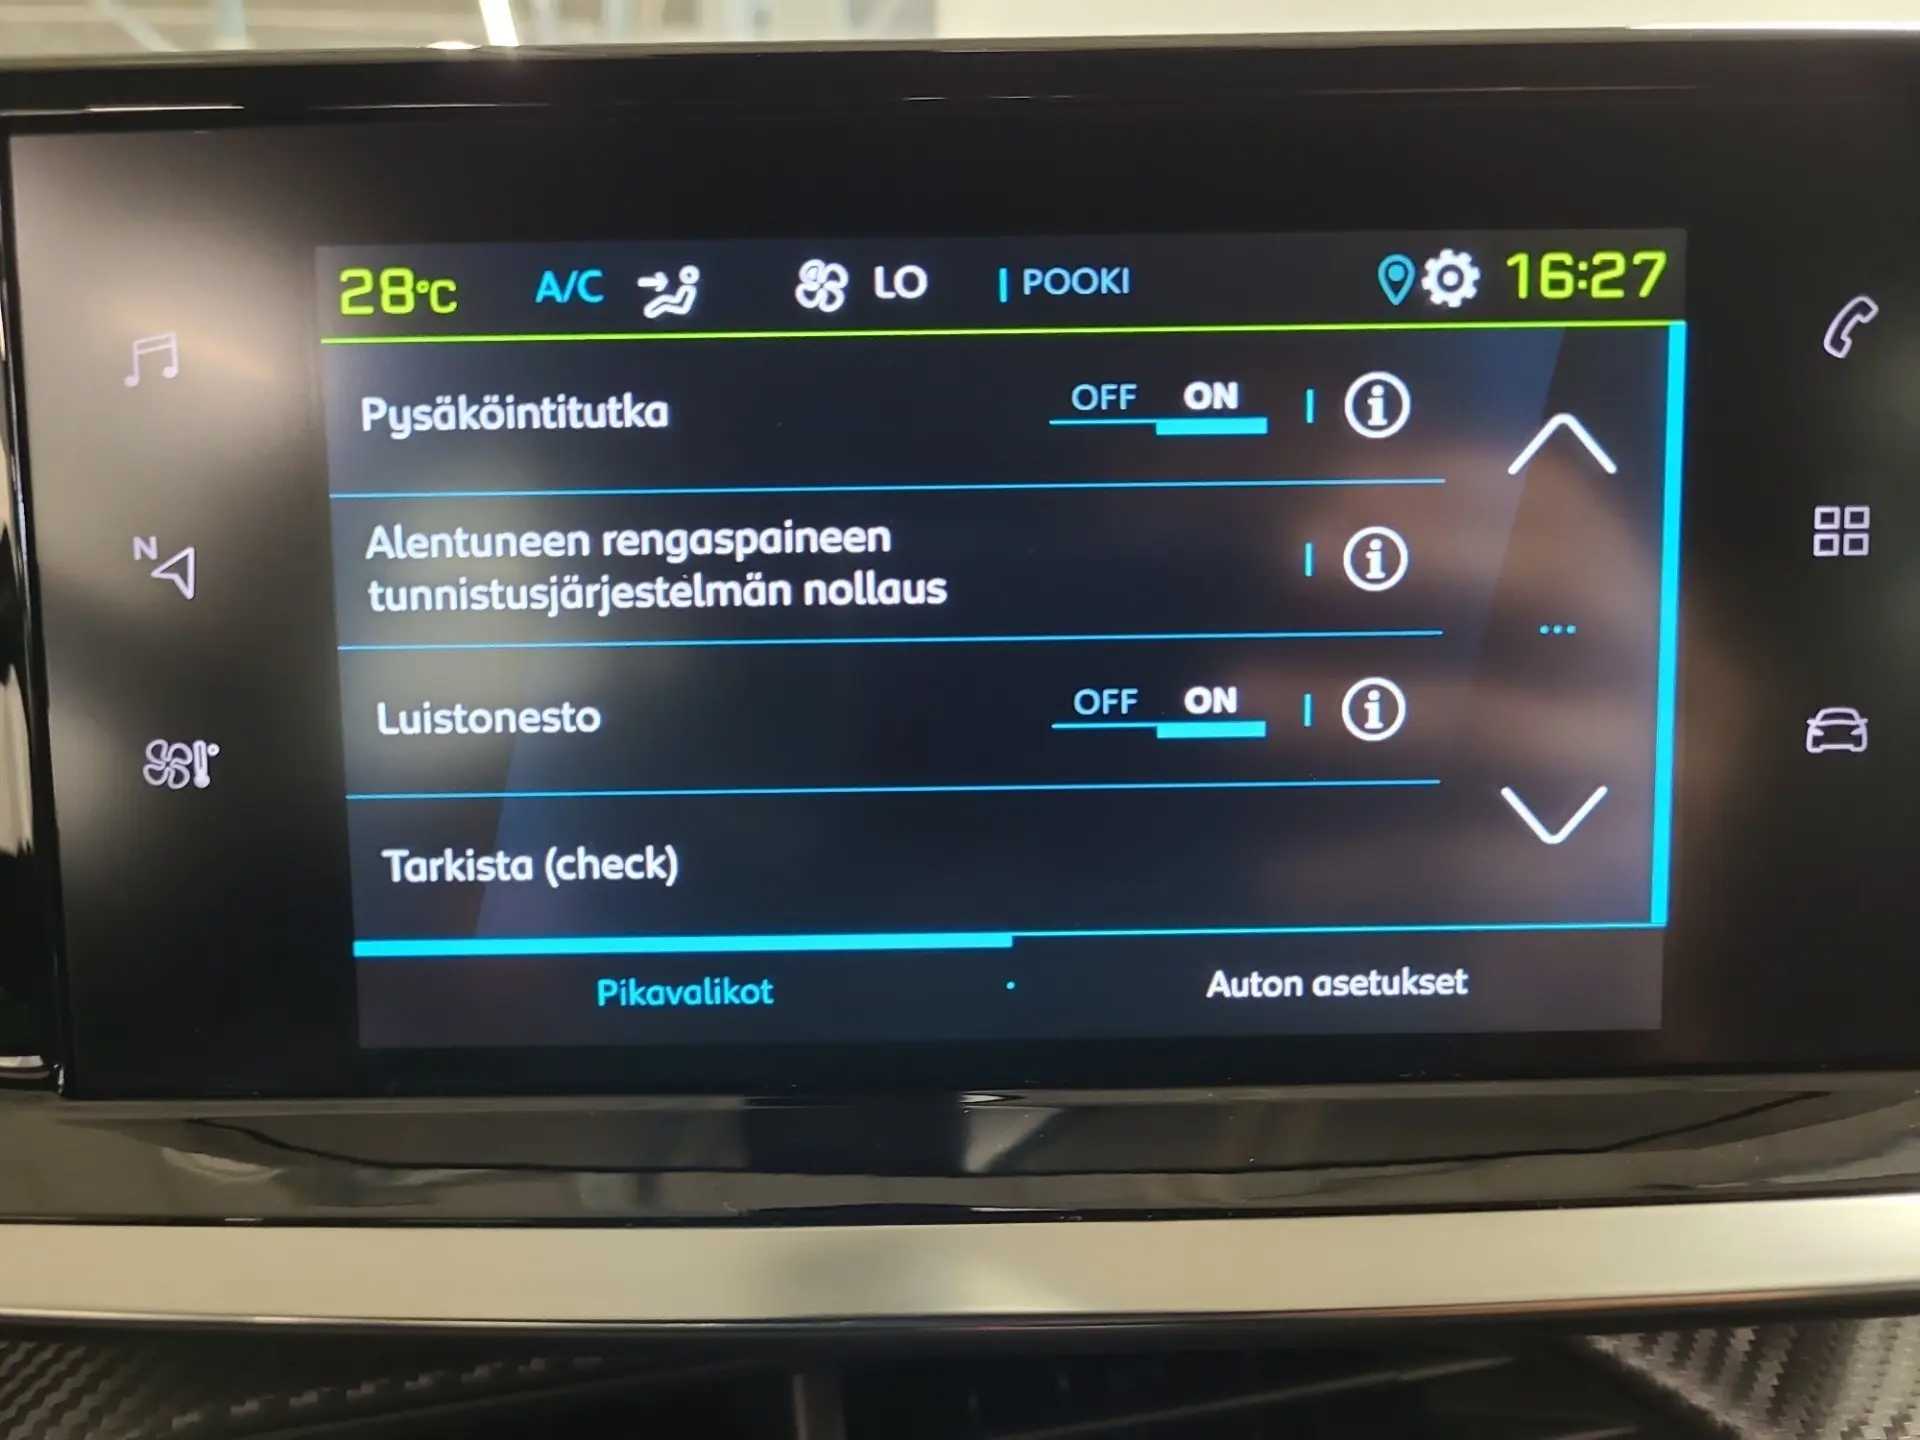 28°C A/C LO POOKI 16:27
Pysäköintitutka OFF ON
Alentuneen rengaspaineen
tunnistusjärjestelmän nollaus
Luistonesto OFF ON
Tarkista (check)
Pikavalikot Auton asetukset
N